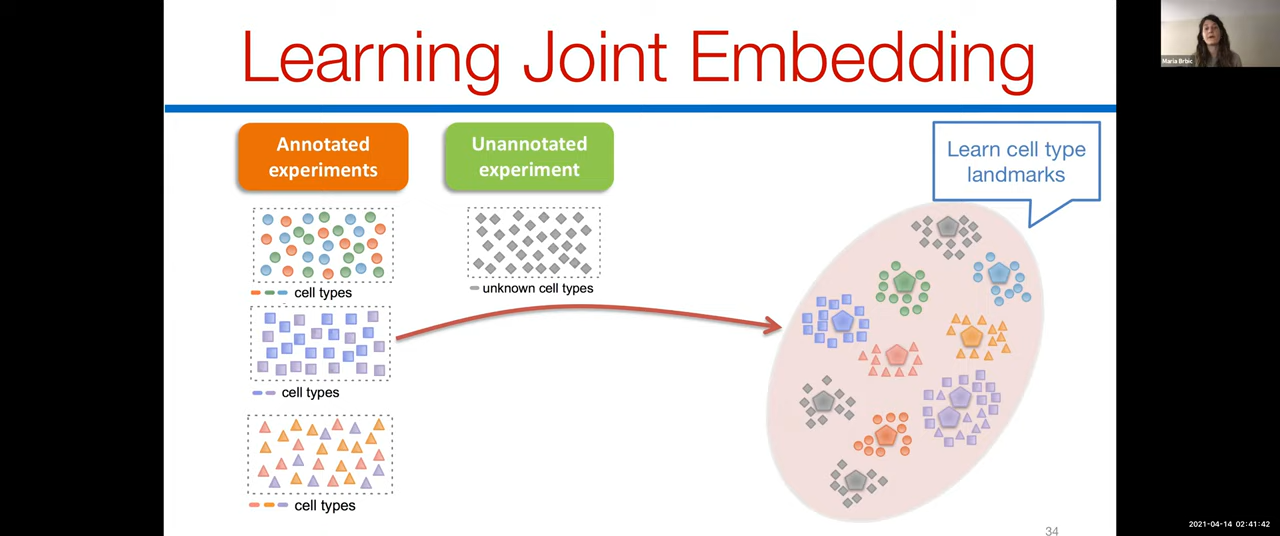 Learning Joint Embedding
Annotated
experiments
Unannotated
experiment
Learn cell type
landmarks
cell types
unknown cell types
cell types
cell types
34
Maria Brbic
2021-04-14 02:41:42